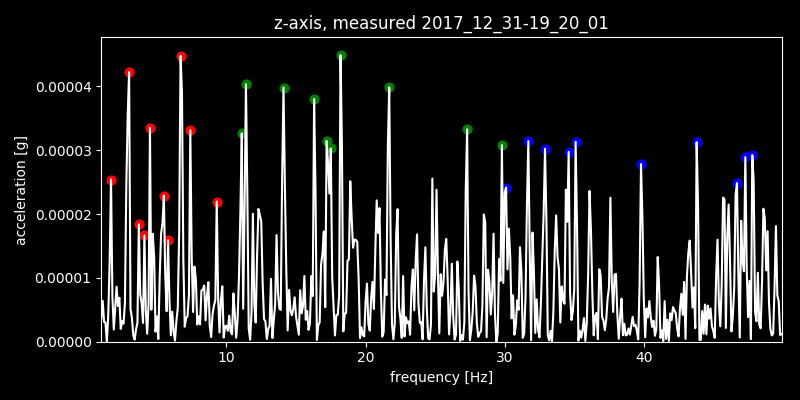 z-axis, measured 2017_12_31-19_20_01
acceleration [g]
0.00004
0.00003
0.00002
0.00001
0.00000
10 20 30 40
frequency [Hz]